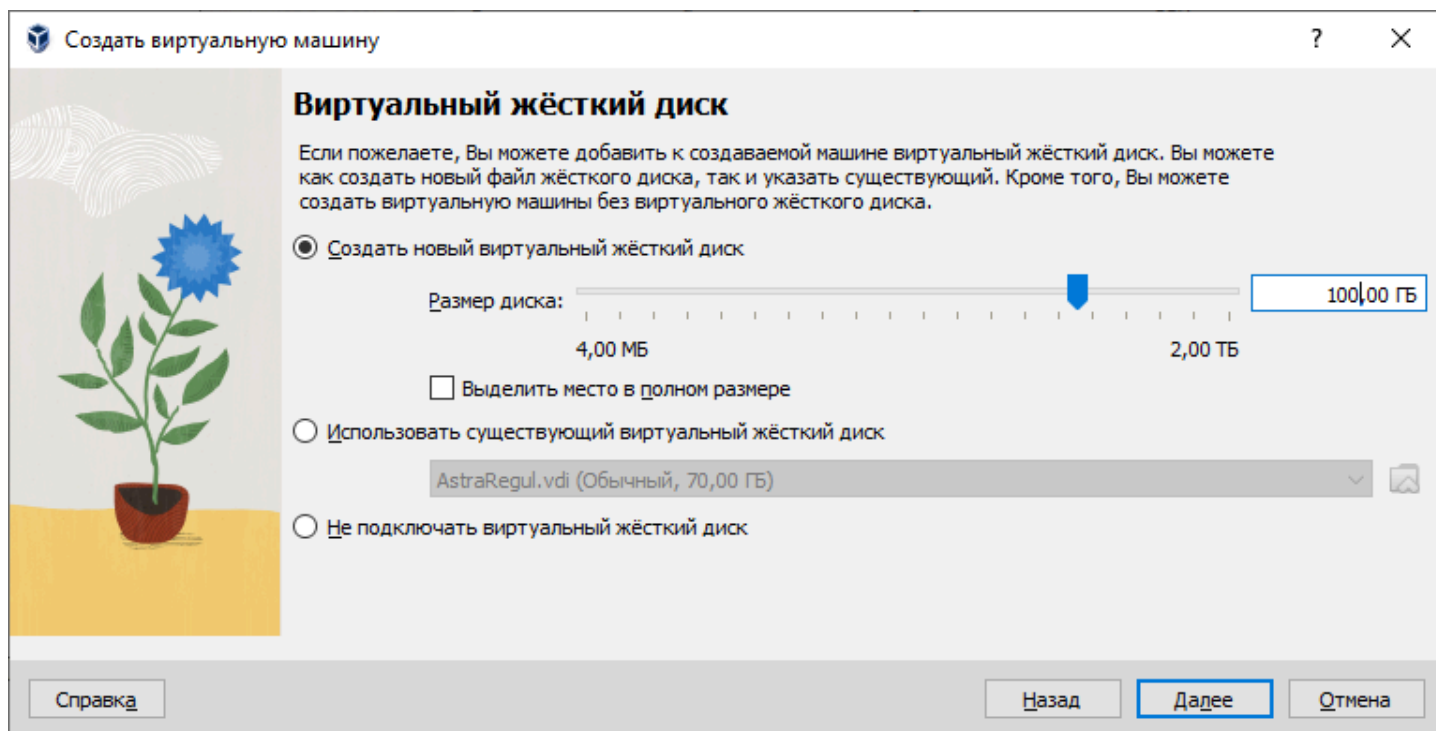 Создать виртуальную машину
?
Виртуальный жёсткий диск
Если пожелаете, Вы можете добавить к создаваемой машине виртуальный жёсткий диск. Вы можете
как создать новый файл жёсткого диска, так и указать существующий. Кроме того, Вы можете
создать виртуальную машины без виртуального жёсткого диска.
Создать новый виртуальный жёсткий диск
Размер диска: 100,00 ГБ
4,00 МБ 2,00 ТБ
Выделить место в полном размере
Использовать существующий виртуальный жёсткий диск
AstraRegul.vdi (Обычный, 70,00 ГБ)
Не подключать виртуальный жёсткий диск
Справка Назад Далее Отмена